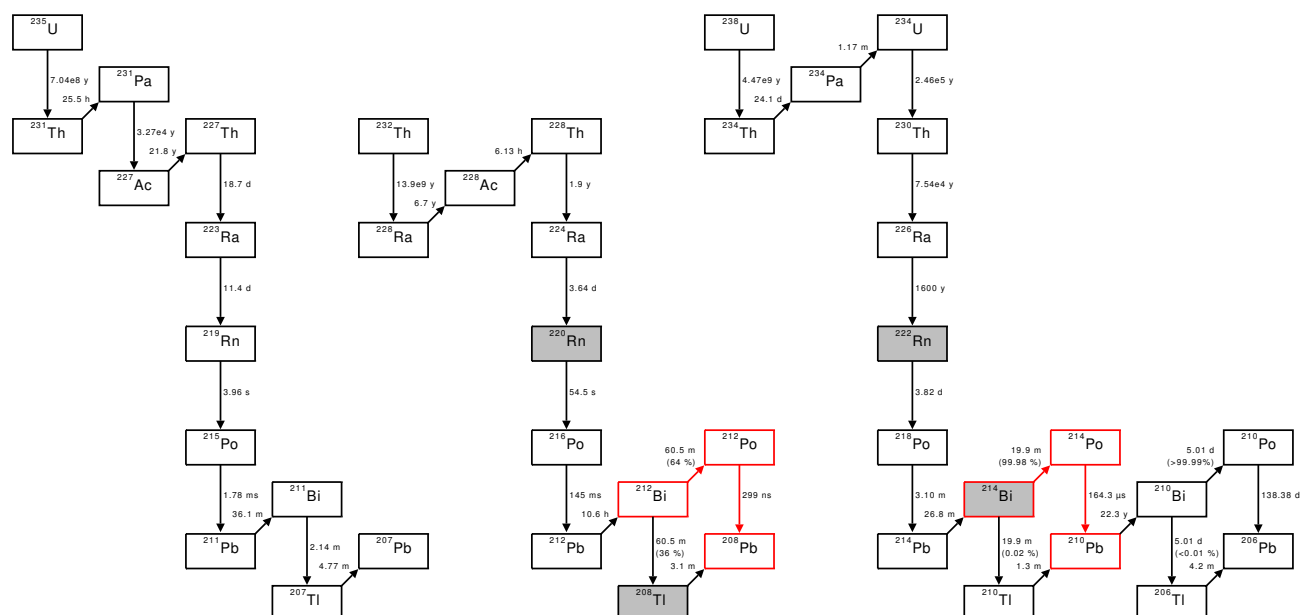 235U
238U
234U
1.17 m
231Pa
234Pa
7.04e8 y
4.47e9 y
2.46e5 y
25.5 h
24.1 d
231Th
227Th
232Th
228Th
234Th
230Th
3.27e4 y
21.8 y
6.13 h
227Ac
228Ac
18.7 d
13.9e9 y
1.9 y
7.54e4 y
6.7 y
223Ra
228Ra
224Ra
226Ra
11.4 d
3.64 d
1600 y
219Rn
220Rn
222Rn
3.96 s
54.5 s
3.82 d
215Po
216Po
212Po
218Po
214Po
210Po
60.5 m
(64 %)
19.9 m
(99.98 %)
5.01 d
(>99.99%)
211Bi
212Bi
214Bi
210Bi
1.78 ms
145 ms
299 ns
3.10 m
164.3 µs
138.38 d
36.1 m
10.6 h
26.8 m
22.3 y
211Pb
207Pb
212Pb
208Pb
214Pb
210Pb
206Pb
2.14 m
60.5 m
(36 %)
19.9 m
(0.02 %)
5.01 d
(<0.01 %)
4.77 m
3.1 m
1.3 m
4.2 m
207Tl
208Tl
210Tl
206Tl